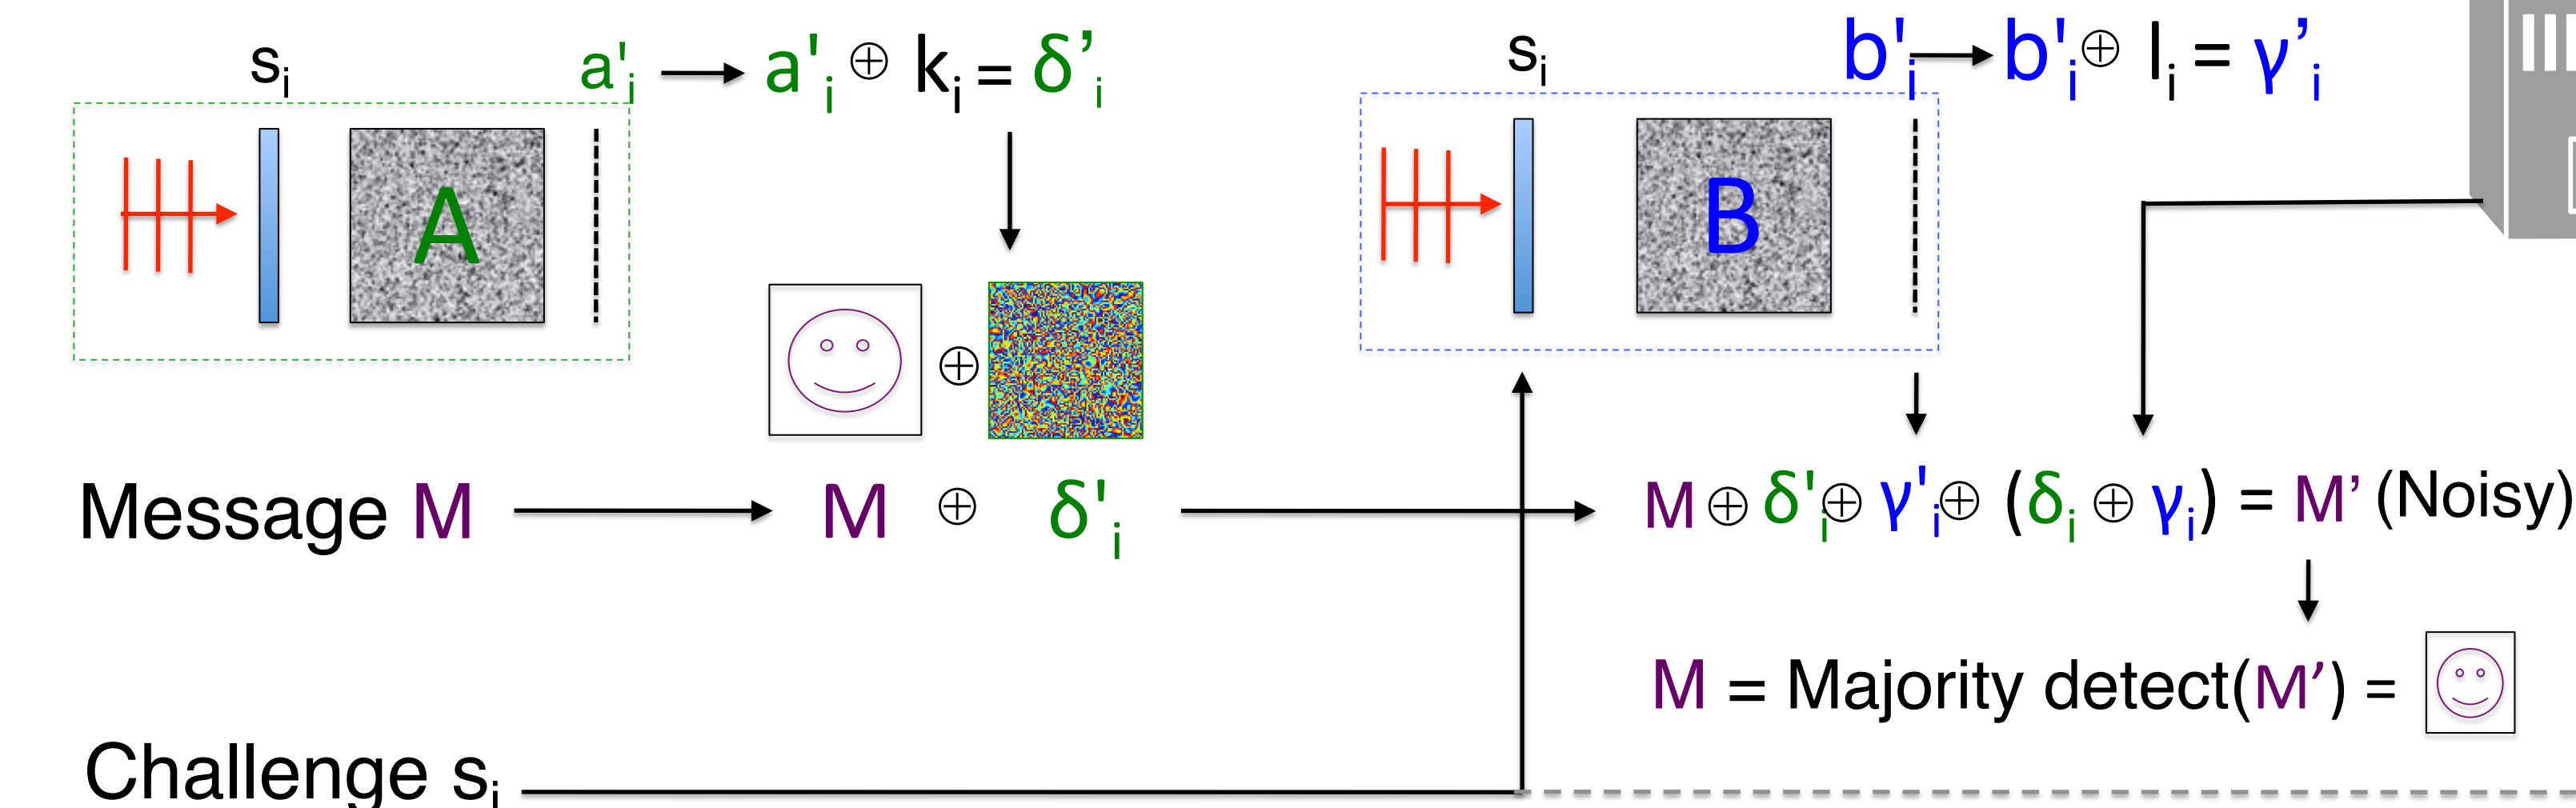 sᵢ a'ᵢ → a'ᵢ ⊕ kᵢ = δ’ᵢ
sᵢ b'ᵢ → b'ᵢ ⊕ lᵢ = γ’ᵢ
A
B
⊕
Message M → M ⊕ δ'ᵢ → M ⊕ δ'ᵢ ⊕ γ'ᵢ ⊕ (δᵢ ⊕ γᵢ) = M’ (Noisy)
M = Majority detect(M’) =
Challenge sᵢ